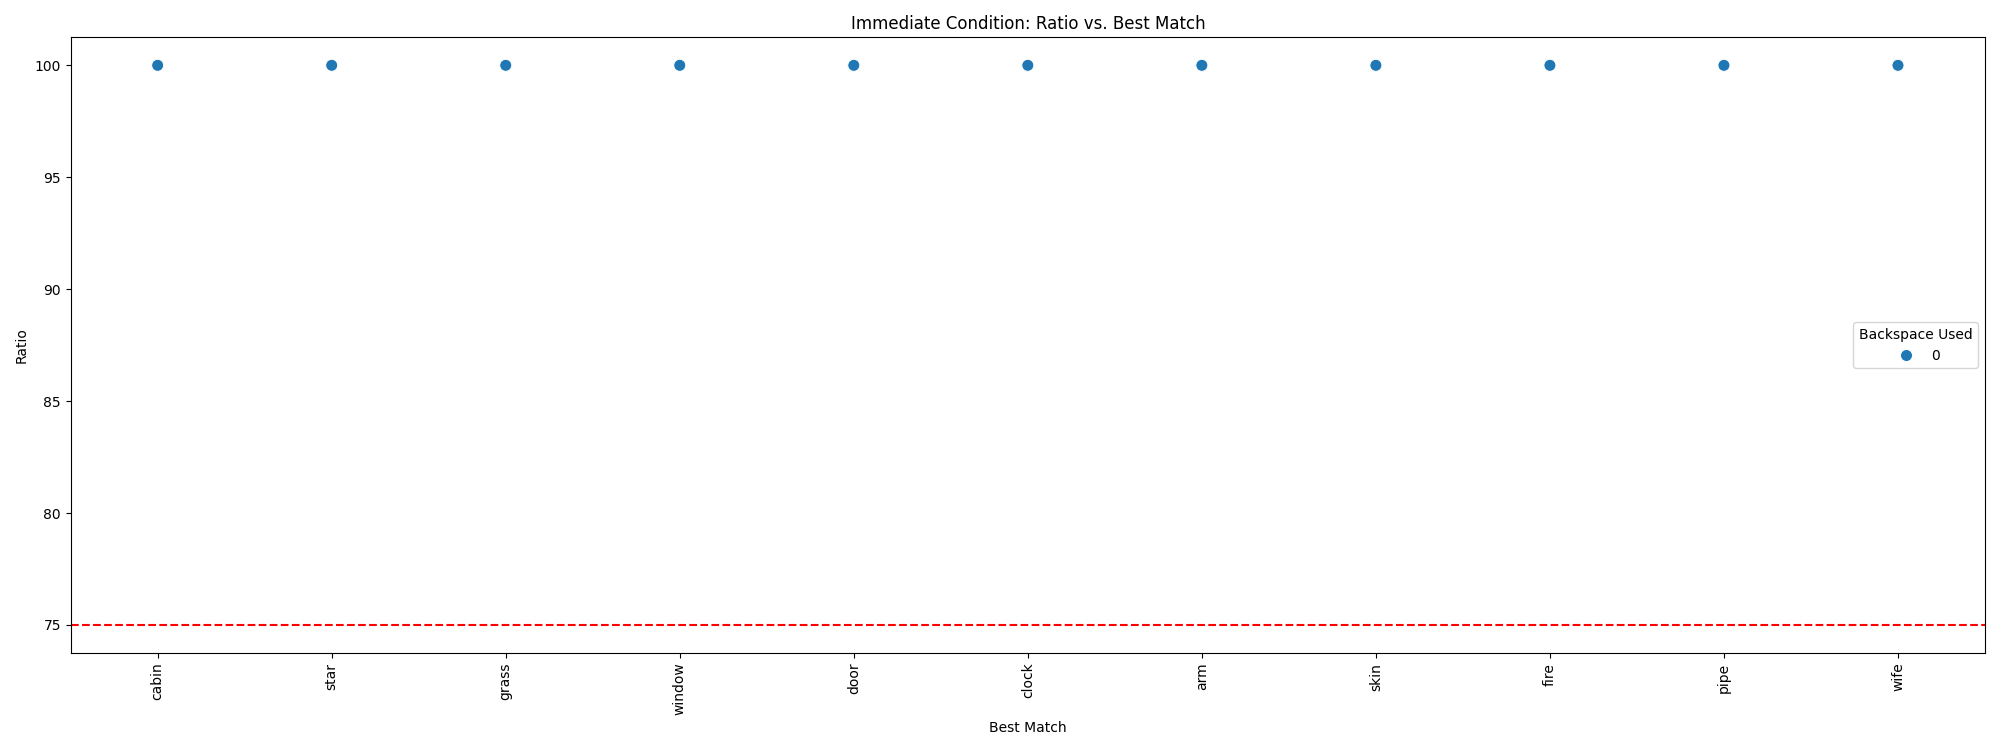 Immediate Condition: Ratio vs. Best Match
100
95
90
85
80
75
Ratio
Backspace Used
0
cabin
star
grass
window
door
clock
arm
skin
fire
pipe
wife
Best Match